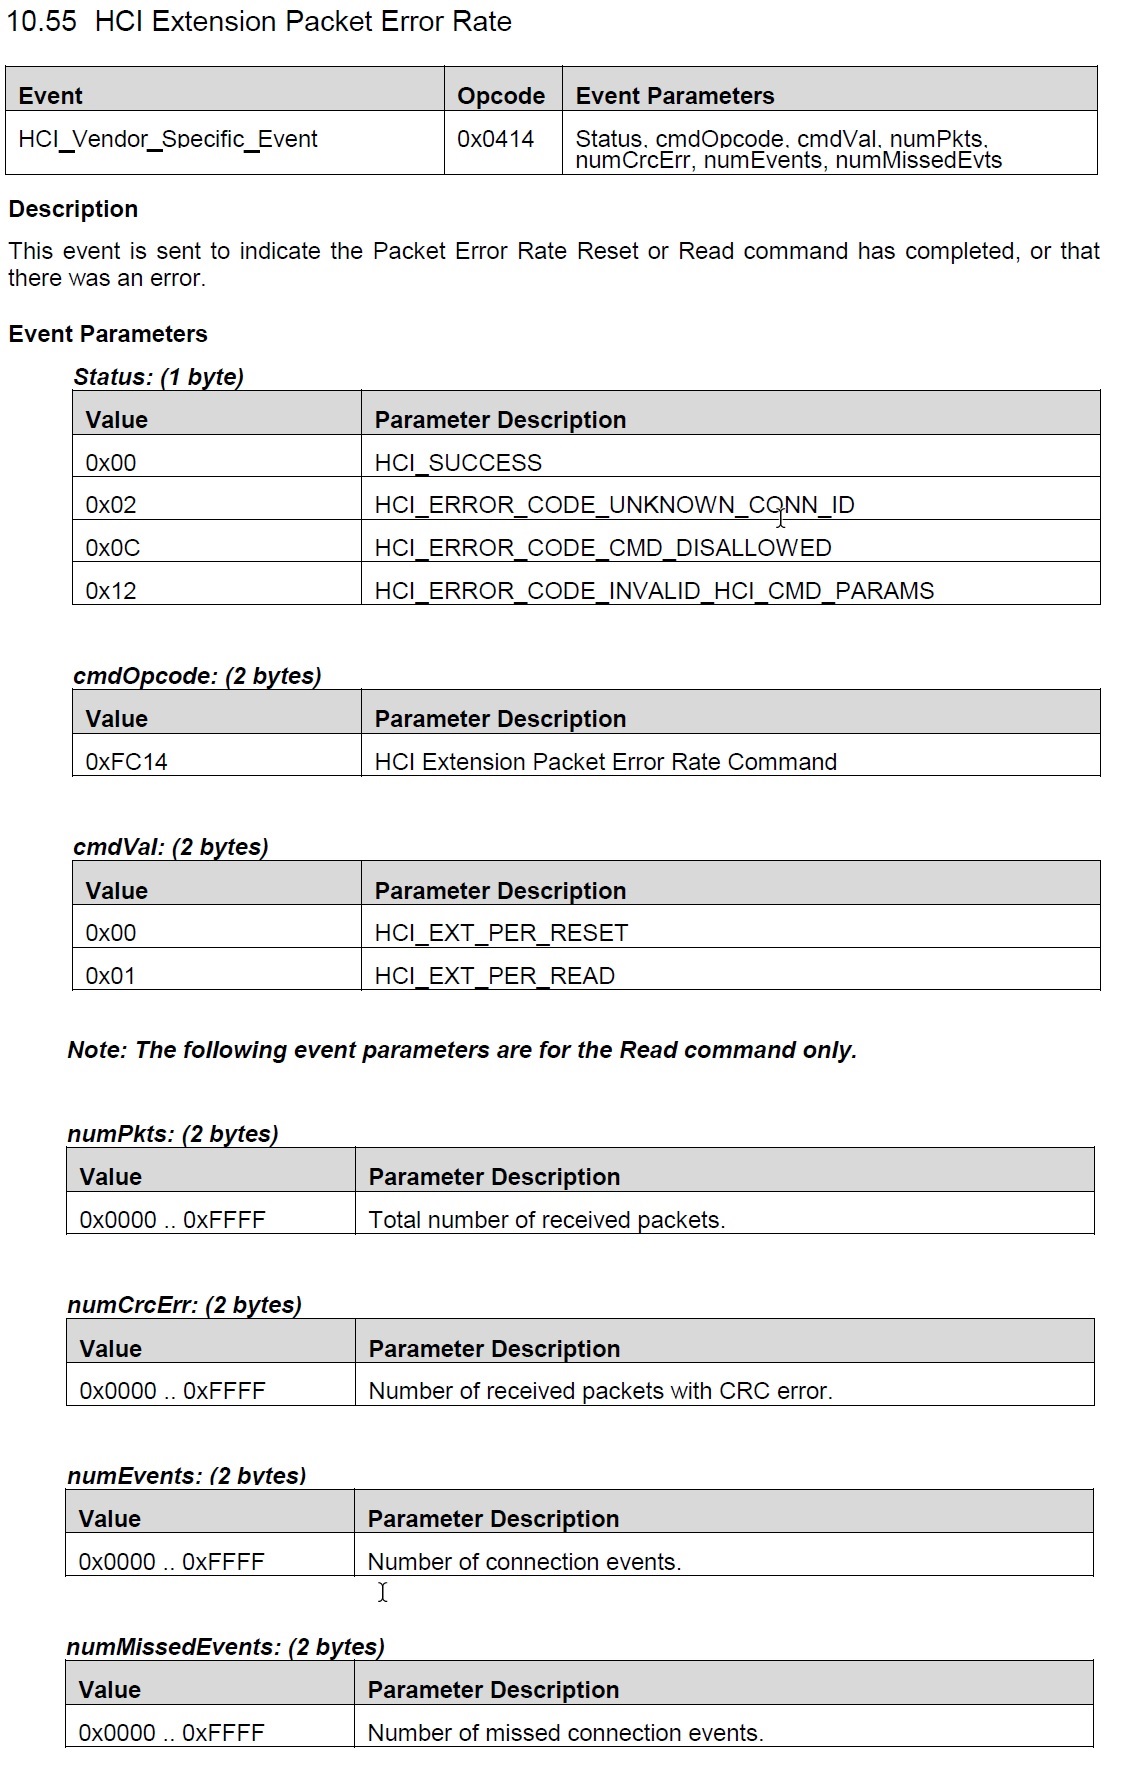 10.55 HCI Extension Packet Error Rate
Event Opcode Event Parameters
HCI_Vendor_Specific_Event 0x0414 Status, cmdOpcode, cmdVal, numPkts,
numCrcErr, numEvents, numMissedEvts
Description
This event is sent to indicate the Packet Error Rate Reset or Read command has completed, or that
there was an error.
Event Parameters
Status: (1 byte)
Value Parameter Description
0x00 HCI_SUCCESS
0x02 HCI_ERROR_CODE_UNKNOWN_CONN_ID
0x0C HCI_ERROR_CODE_CMD_DISALLOWED
0x12 HCI_ERROR_CODE_INVALID_HCI_CMD_PARAMS
cmdOpcode: (2 bytes)
Value Parameter Description
0xFC14 HCI Extension Packet Error Rate Command
cmdVal: (2 bytes)
Value Parameter Description
0x00 HCI_EXT_PER_RESET
0x01 HCI_EXT_PER_READ
Note: The following event parameters are for the Read command only.
numPkts: (2 bytes)
Value Parameter Description
0x0000 .. 0xFFFF Total number of received packets.
numCrcErr: (2 bytes)
Value Parameter Description
0x0000 .. 0xFFFF Number of received packets with CRC error.
numEvents: (2 bytes)
Value Parameter Description
0x0000 .. 0xFFFF Number of connection events.
numMissedEvents: (2 bytes)
Value Parameter Description
0x0000 .. 0xFFFF Number of missed connection events.